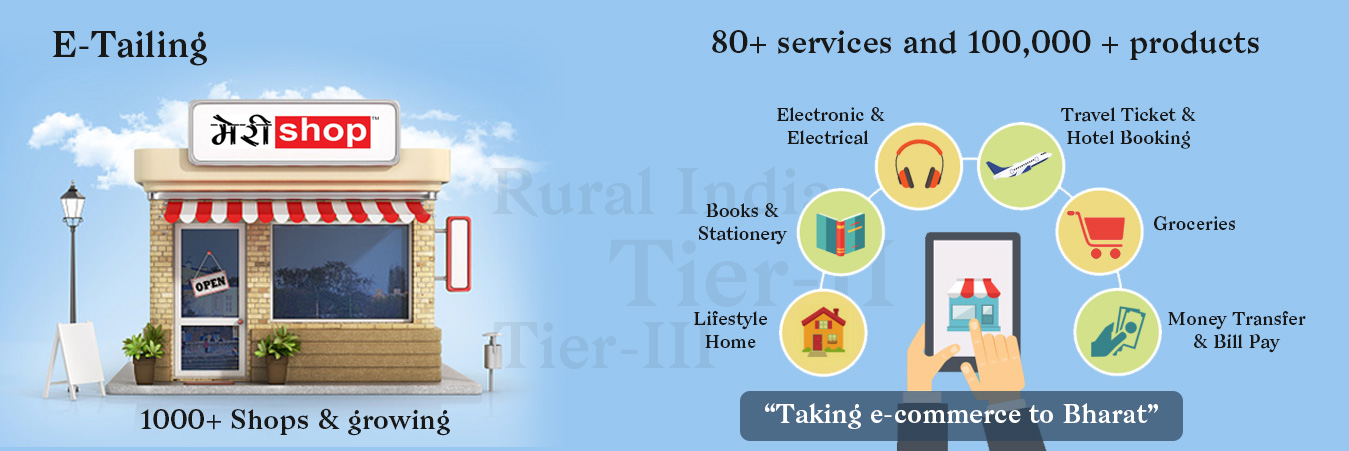 E-Tailing
80+ services and 100,000 + products
मेरी shop™
OPEN
1000+ Shops & growing
Rural India
Tier-II
Tier-III
Electronic &
Electrical
Travel Ticket &
Hotel Booking
Books &
Stationery
Groceries
Lifestyle
Home
Money Transfer
& Bill Pay
“Taking e-commerce to Bharat”